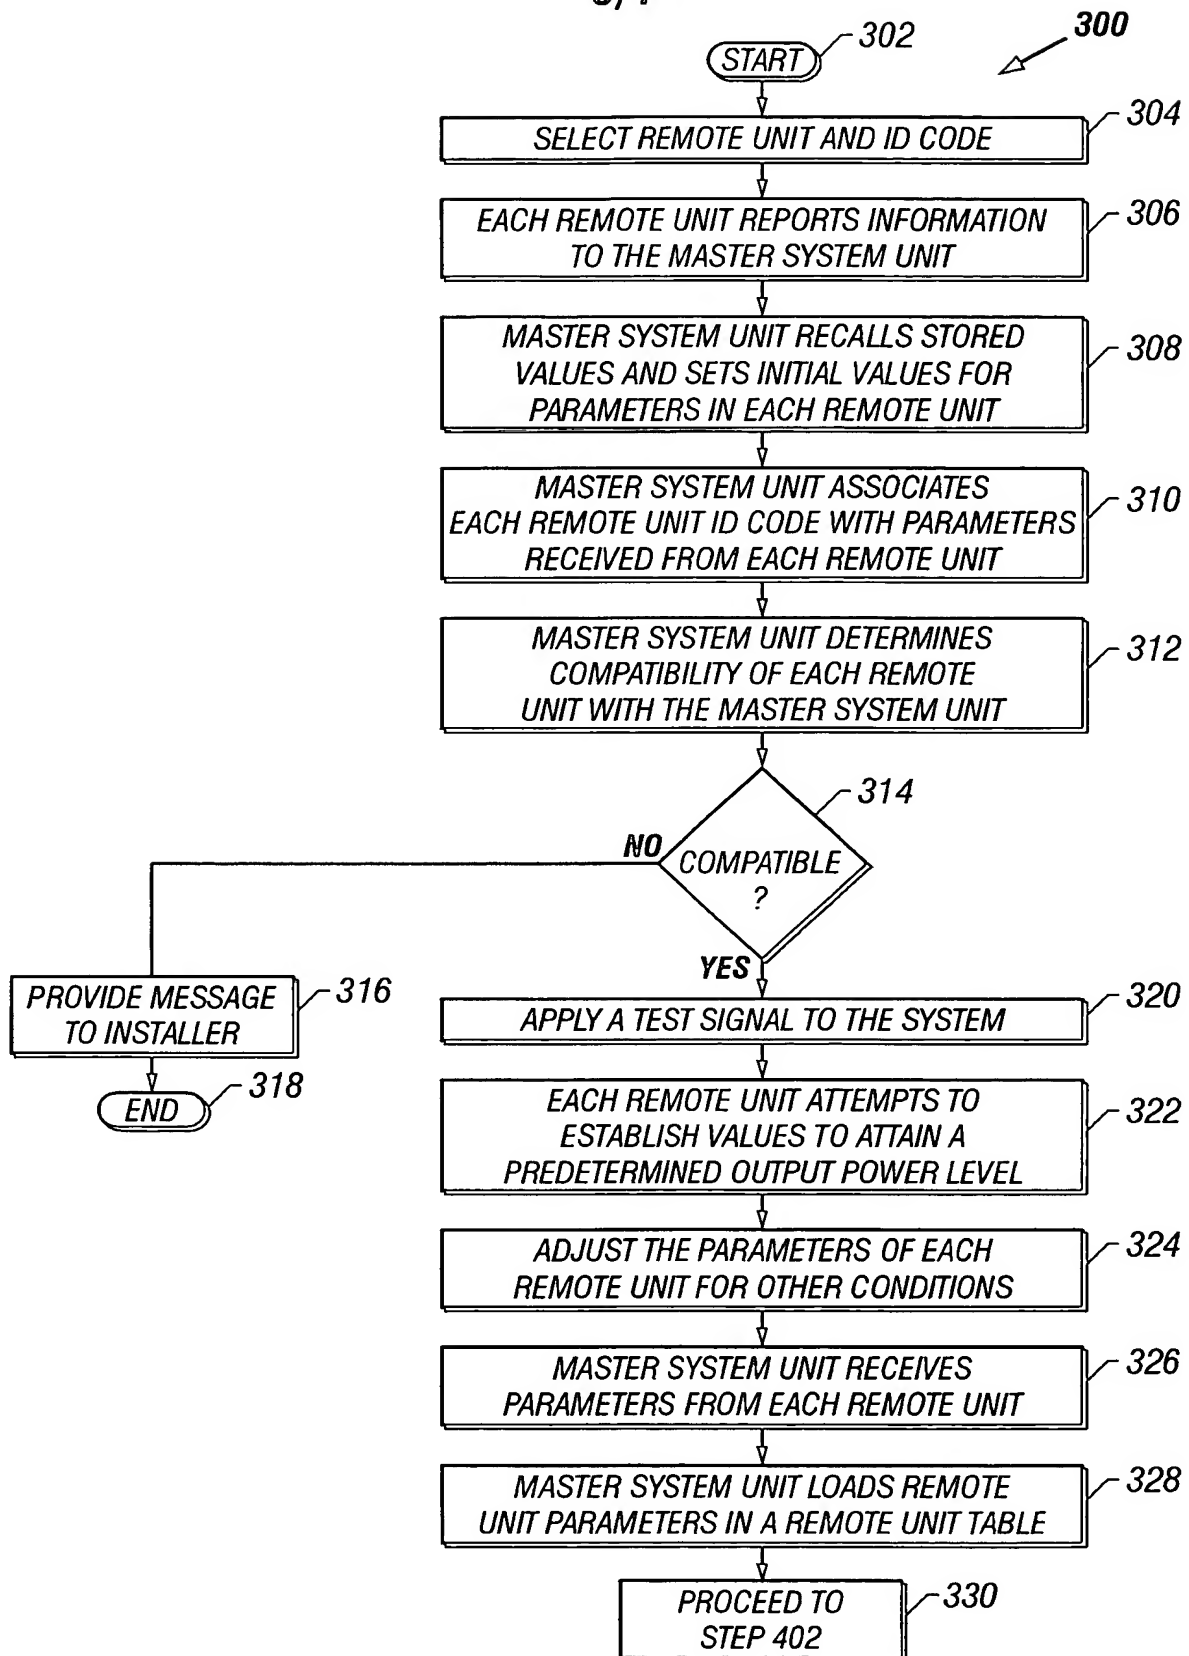 300
START
302
SELECT REMOTE UNIT AND ID CODE
304
EACH REMOTE UNIT REPORTS INFORMATION
TO THE MASTER SYSTEM UNIT
306
MASTER SYSTEM UNIT RECALLS STORED
VALUES AND SETS INITIAL VALUES FOR
PARAMETERS IN EACH REMOTE UNIT
308
MASTER SYSTEM UNIT ASSOCIATES
EACH REMOTE UNIT ID CODE WITH PARAMETERS
RECEIVED FROM EACH REMOTE UNIT
310
MASTER SYSTEM UNIT DETERMINES
COMPATIBILITY OF EACH REMOTE
UNIT WITH THE MASTER SYSTEM UNIT
312
314
NO
COMPATIBLE
?
YES
PROVIDE MESSAGE
TO INSTALLER
316
END
318
APPLY A TEST SIGNAL TO THE SYSTEM
320
EACH REMOTE UNIT ATTEMPTS TO
ESTABLISH VALUES TO ATTAIN A
PREDETERMINED OUTPUT POWER LEVEL
322
ADJUST THE PARAMETERS OF EACH
REMOTE UNIT FOR OTHER CONDITIONS
324
MASTER SYSTEM UNIT RECEIVES
PARAMETERS FROM EACH REMOTE UNIT
326
MASTER SYSTEM UNIT LOADS REMOTE
UNIT PARAMETERS IN A REMOTE UNIT TABLE
328
PROCEED TO
STEP 402
330